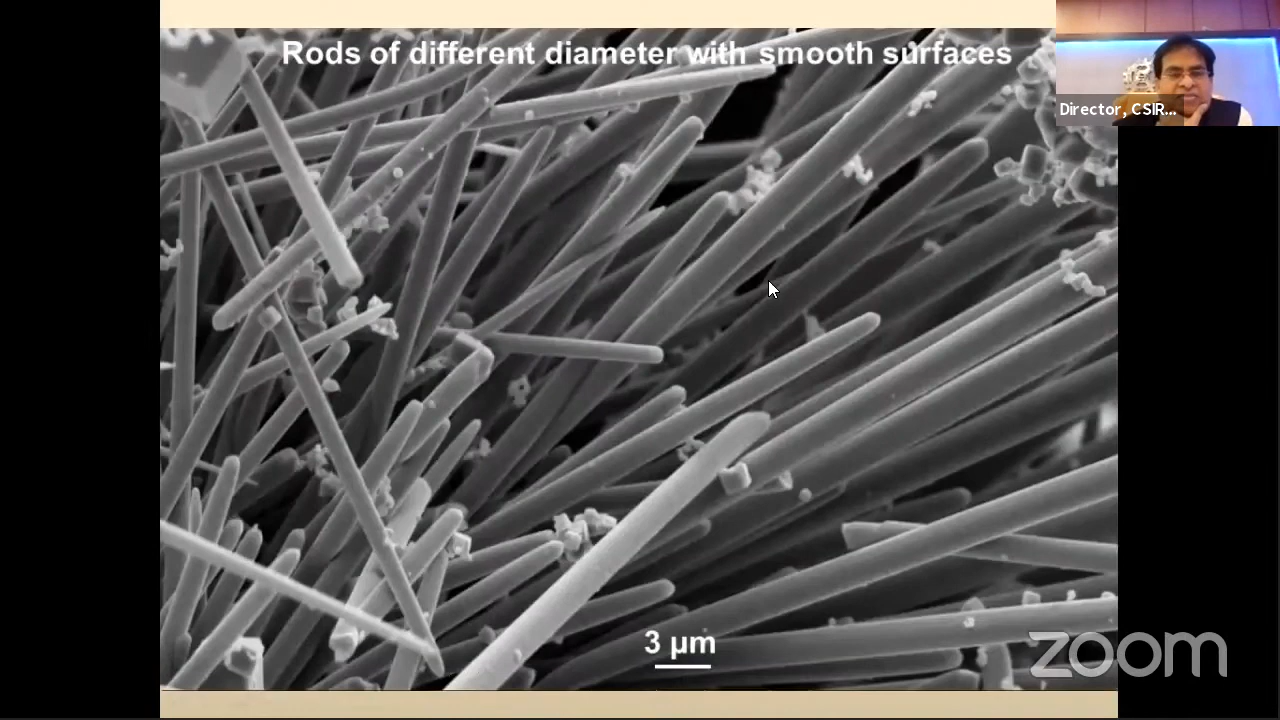 Rods of different diameter with smooth surfaces
Director, CSIR...
3 µm
zoom